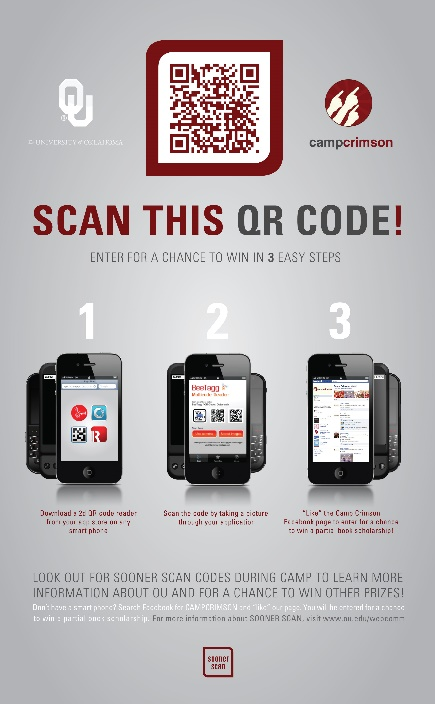 OU
®
© UNIVERSITY of OKLAHOMA
campcrimson
SCAN THIS QR CODE!
ENTER FOR A CHANCE TO WIN IN 3 EASY STEPS
1
2
3
BeeTagg
Multicode Reader
Download a 2d QR code reader
from your app store on any
smart phone
Scan the code by taking a picture
through your application
"Like" the Camp Crimson
Facebook page to enter for a chance
to win a partial book scholarship!
LOOK OUT FOR SOONER SCAN CODES DURING CAMP TO LEARN MORE
INFORMATION ABOUT OU AND FOR A CHANCE TO WIN OTHER PRIZES!
Don't have a smart phone? Search Facebook for CAMPCRIMSON and "like" our page. You will be entered for a chance
to win a partial book scholarship. For more information about SOONER SCAN, visit www.ou.edu/webcomm
sooner
scan